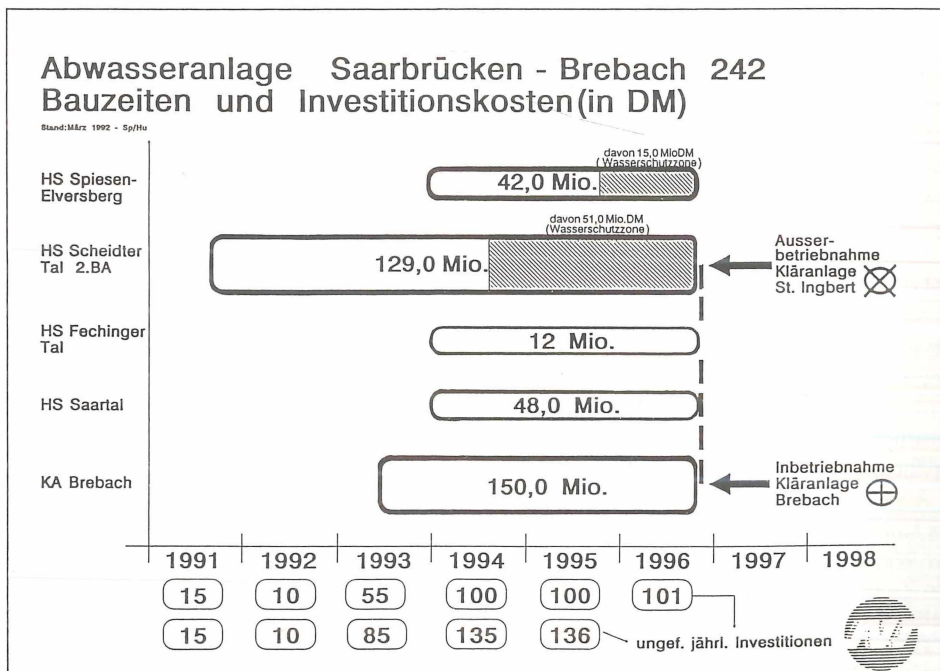 Abwasseranlage Saarbrücken - Brebach 242
Bauzeiten und Investitionskosten(in DM)
Stand:März 1992 - Sp/Hu
HS Spiesen-
Elversberg
davon 15,0 MioDM
(Wasserschutzzone)
42,0 Mio.
HS Scheidter
Tal 2.BA
davon 51,0 Mio.DM
(Wasserschutzzone)
129,0 Mio.
Ausser-
betriebnahme
Kläranlage
St. Ingbert
HS Fechinger
Tal
12 Mio.
HS Saartal
48,0 Mio.
KA Brebach
150,0 Mio.
Inbetriebnahme
Kläranlage
Brebach
1991 1992 1993 1994 1995 1996 1997 1998
15 10 55 100 100 101
15 10 85 135 136 ungef. jährl. Investitionen